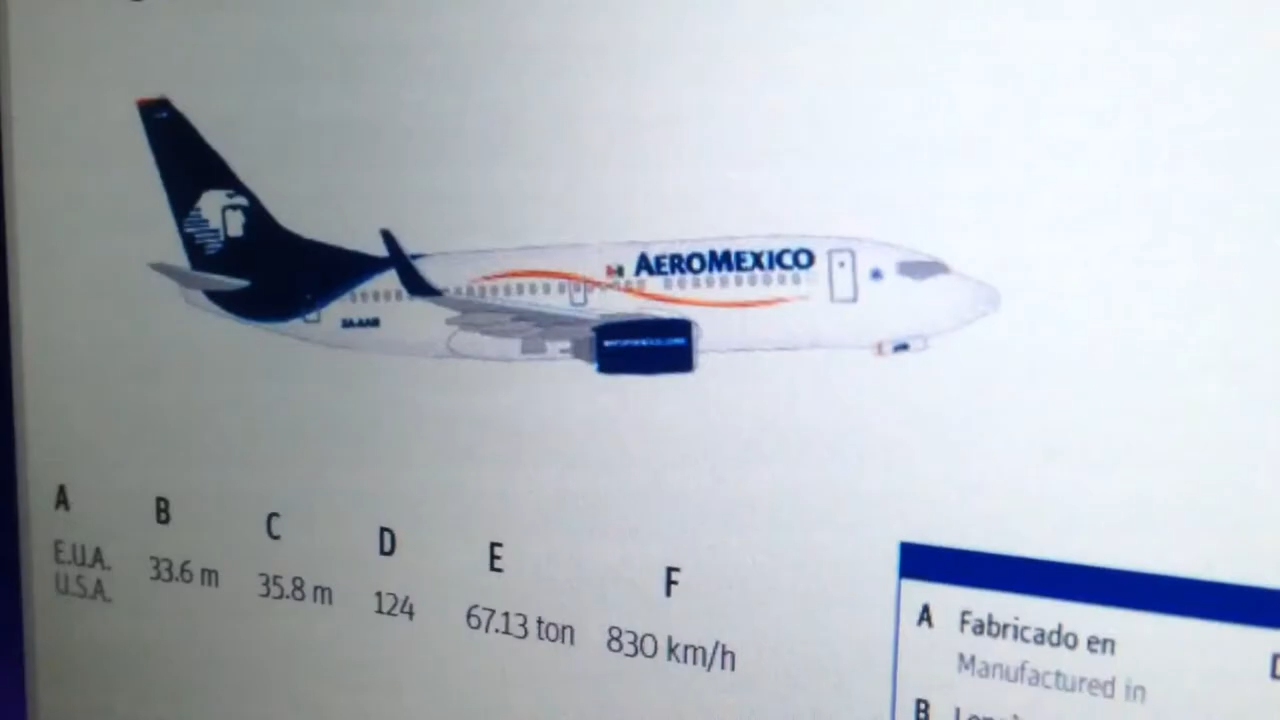 AEROMEXICO
A B C D E F
E.U.A. 33.6 m 35.8 m 124 67.13 ton 830 km/h
U.S.A.
A Fabricado en
Manufactured in
B